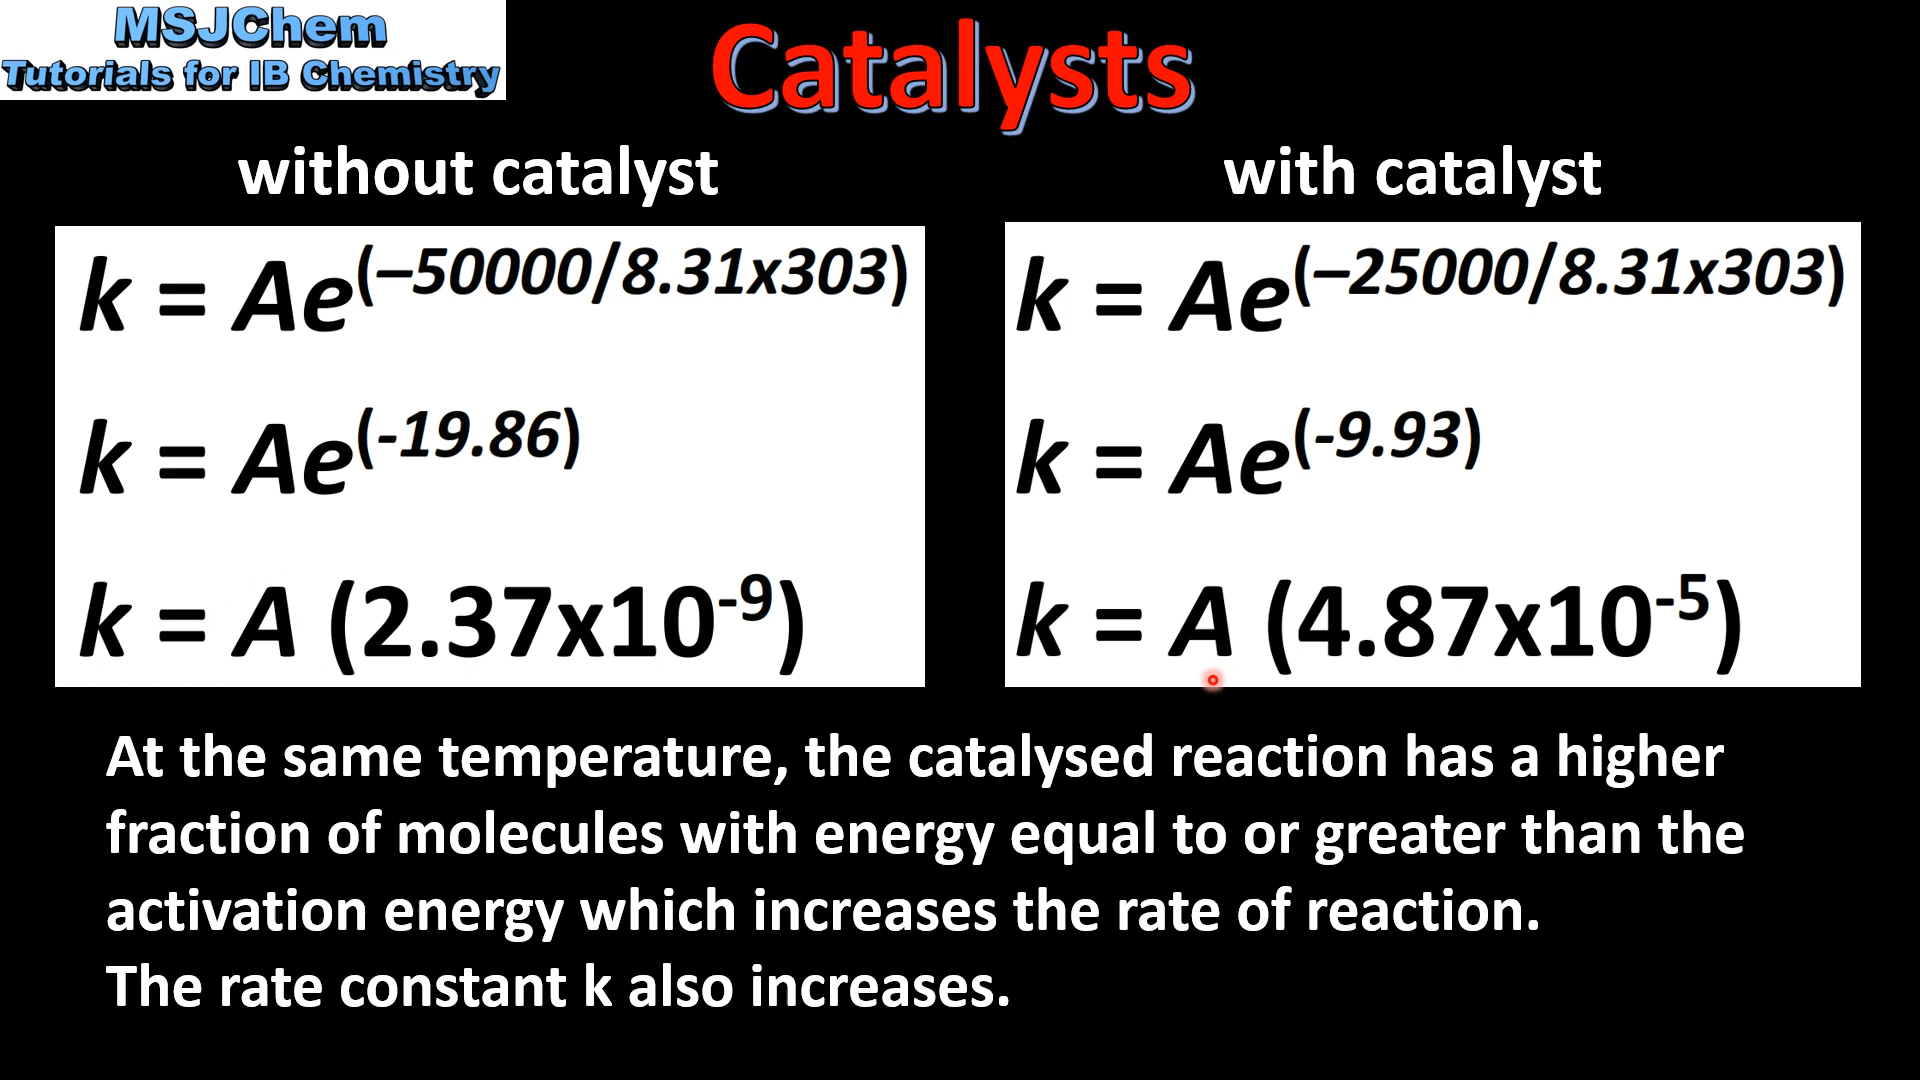 MSJChem
Tutorials for IB Chemistry
Catalysts
without catalyst
k = Ae^(–50000/8.31x303)
k = Ae^(-19.86)
k = A (2.37x10^-9)
with catalyst
k = Ae^(–25000/8.31x303)
k = Ae^(-9.93)
k = A (4.87x10^-5)
At the same temperature, the catalysed reaction has a higher
fraction of molecules with energy equal to or greater than the
activation energy which increases the rate of reaction.
The rate constant k also increases.